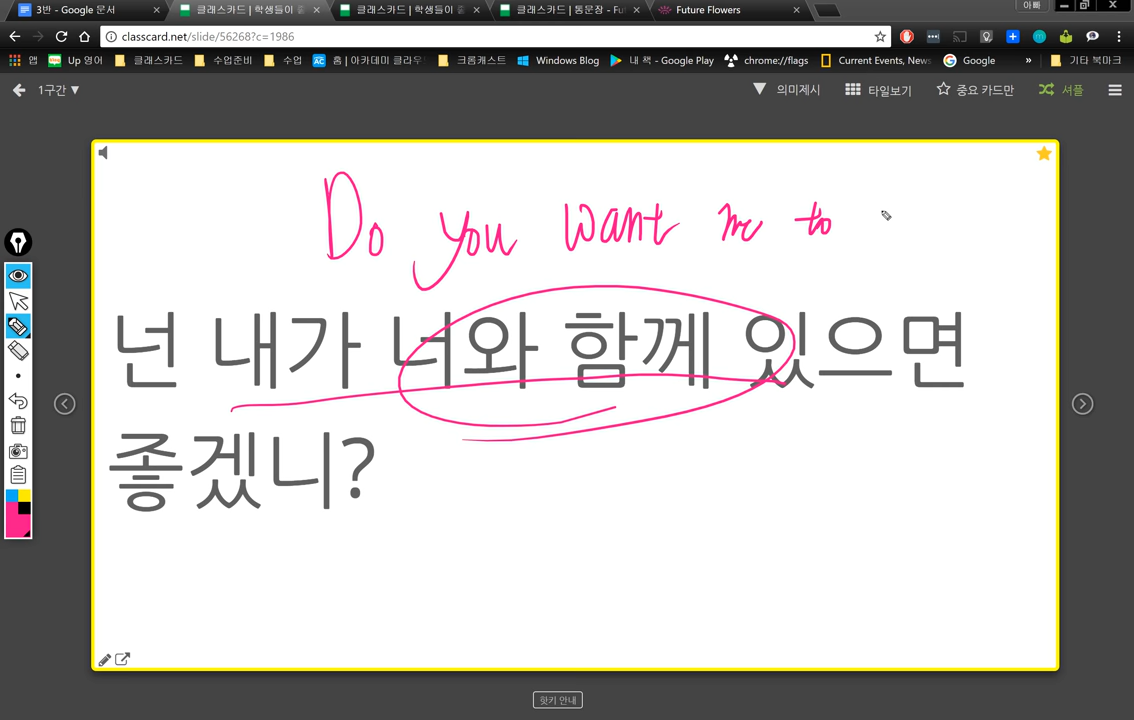 3반 - Google 문서
클래스카드 | 학생들이 클
클래스카드 | 학생들이 클
클래스카드 | 통문장 - Fut
Future Flowers
아빠
classcard.net/slide/56268?c=1986
앱 Up 영어 클래스카드 수업준비 수업 홈 | 아카데미 클라우 크롬캐스트 Windows Blog 내 책 - Google Play chrome://flags Current Events, News Google » 기타 북마크
1구간 ▼
▼ 의미제시 타일보기 중요 카드만 셔플
Do you want me to
넌 내가 너와 함께 있으면
좋겠니?
핫키 안내